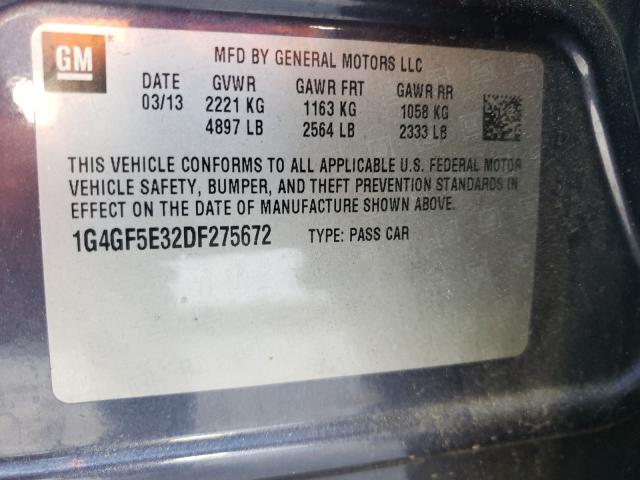 GM
MFD BY GENERAL MOTORS LLC
DATE GVWR GAWR FRT GAWR RR
03/13 2221 KG 1163 KG 1058 KG
4897 LB 2564 LB 2333 LB
THIS VEHICLE CONFORMS TO ALL APPLICABLE U.S. FEDERAL MOTOR
VEHICLE SAFETY, BUMPER, AND THEFT PREVENTION STANDARDS IN
EFFECT ON THE DATE OF MANUFACTURE SHOWN ABOVE.
1G4GF5E32DF275672 TYPE: PASS CAR